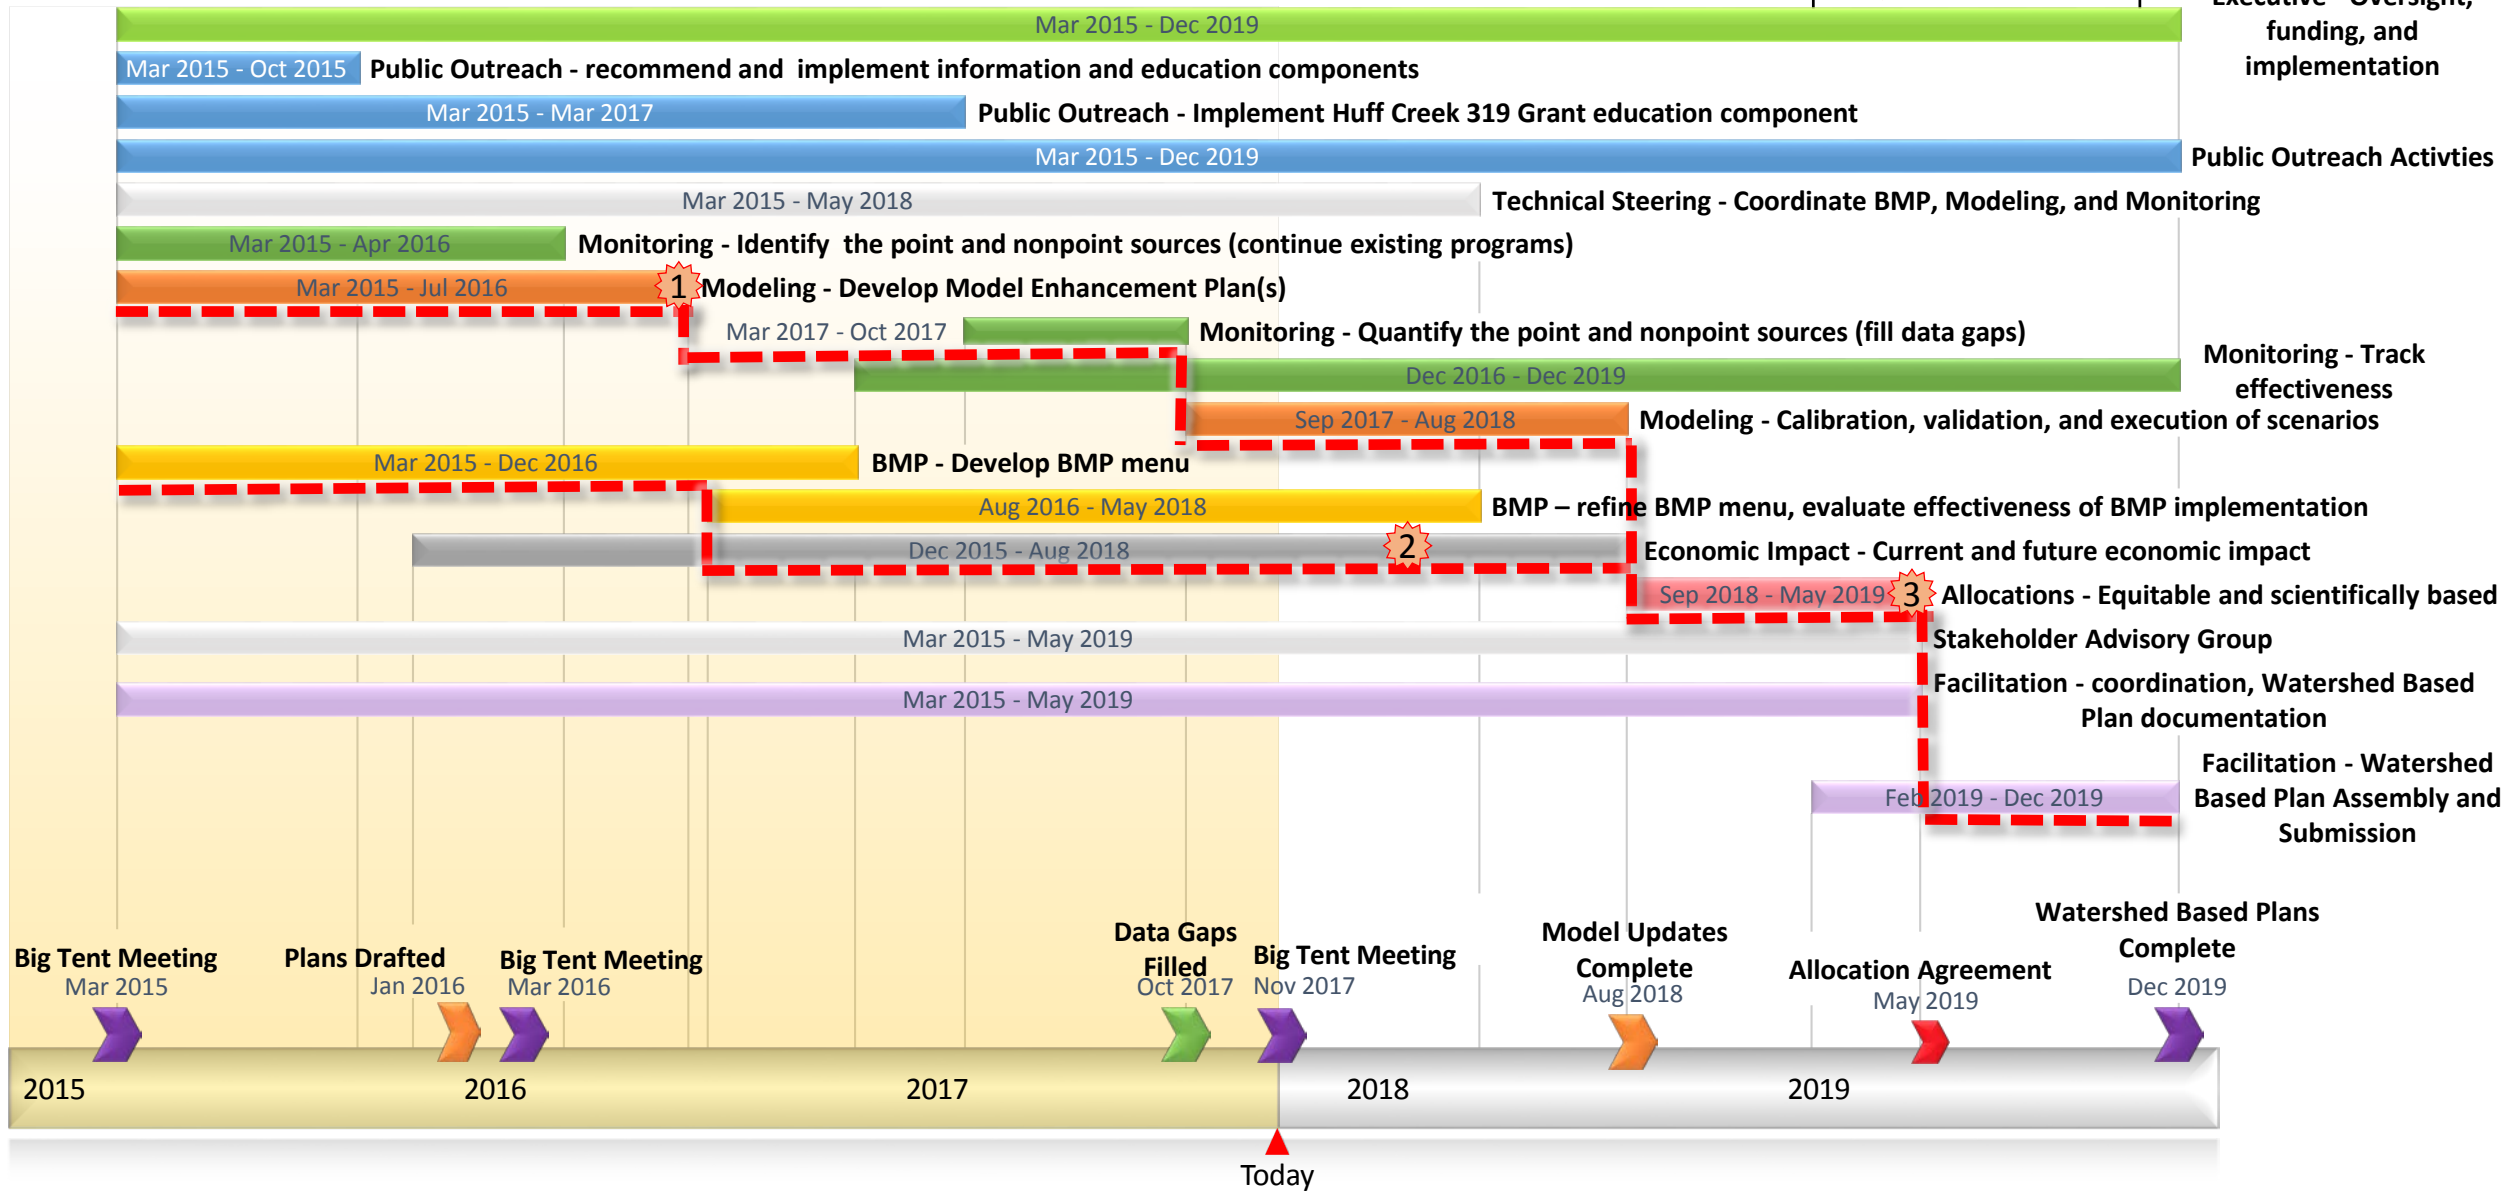 Executive - Oversight,
funding, and
implementation
Mar 2015 - Dec 2019
Mar 2015 - Oct 2015
Public Outreach - recommend and  implement information and education components
Mar 2015 - Mar 2017
Public Outreach - Implement Huff Creek 319 Grant education component
Mar 2015 - Dec 2019
Public Outreach Activties
Mar 2015 - May 2018
Technical Steering - Coordinate BMP, Modeling, and Monitoring
Mar 2015 - Apr 2016
Monitoring - Identify  the point and nonpoint sources (continue existing programs)
Mar 2015 - Jul 2016
1
Modeling - Develop Model Enhancement Plan(s)
Mar 2017 - Oct 2017
Monitoring - Quantify the point and nonpoint sources (fill data gaps)
Dec 2016 - Dec 2019
Monitoring - Track
effectiveness
Sep 2017 - Aug 2018
Modeling - Calibration, validation, and execution of scenarios
Mar 2015 - Dec 2016
BMP - Develop BMP menu
Aug 2016 - May 2018
BMP – refine BMP menu, evaluate effectiveness of BMP implementation
Dec 2015 - Aug 2018
2
Economic Impact - Current and future economic impact
Sep 2018 - May 2019
3
Allocations - Equitable and scientifically based
Mar 2015 - May 2019
Stakeholder Advisory Group
Mar 2015 - May 2019
Facilitation - coordination, Watershed Based
Plan documentation
Feb 2019 - Dec 2019
Facilitation - Watershed
Based Plan Assembly and
Submission
Big Tent Meeting
Mar 2015
Plans Drafted
Jan 2016
Big Tent Meeting
Mar 2016
Data Gaps
Filled
Oct 2017
Big Tent Meeting
Nov 2017
Model Updates
Complete
Aug 2018
Allocation Agreement
May 2019
Watershed Based Plans
Complete
Dec 2019
2015
2016
2017
2018
2019
Today